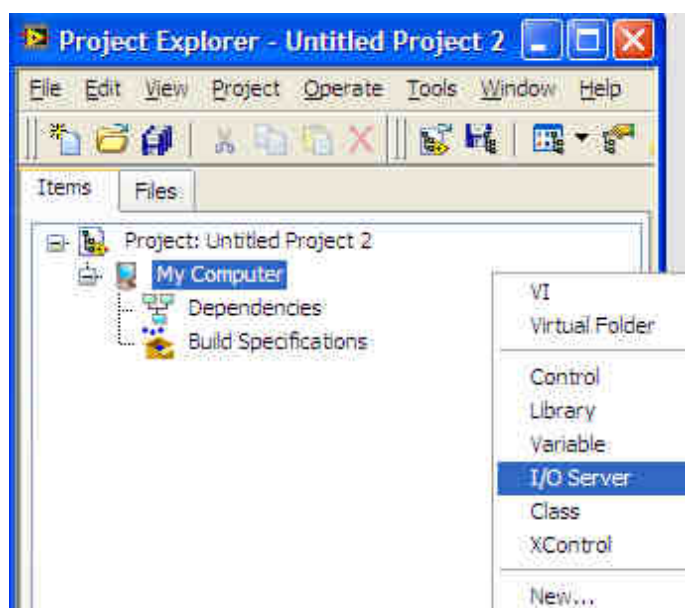 Project Explorer - Untitled Project 2
File Edit View Project Operate Tools Window Help
Items Files
Project: Untitled Project 2
My Computer
Dependencies
Build Specifications
VI
Virtual Folder
Control
Library
Variable
I/O Server
Class
XControl
New...